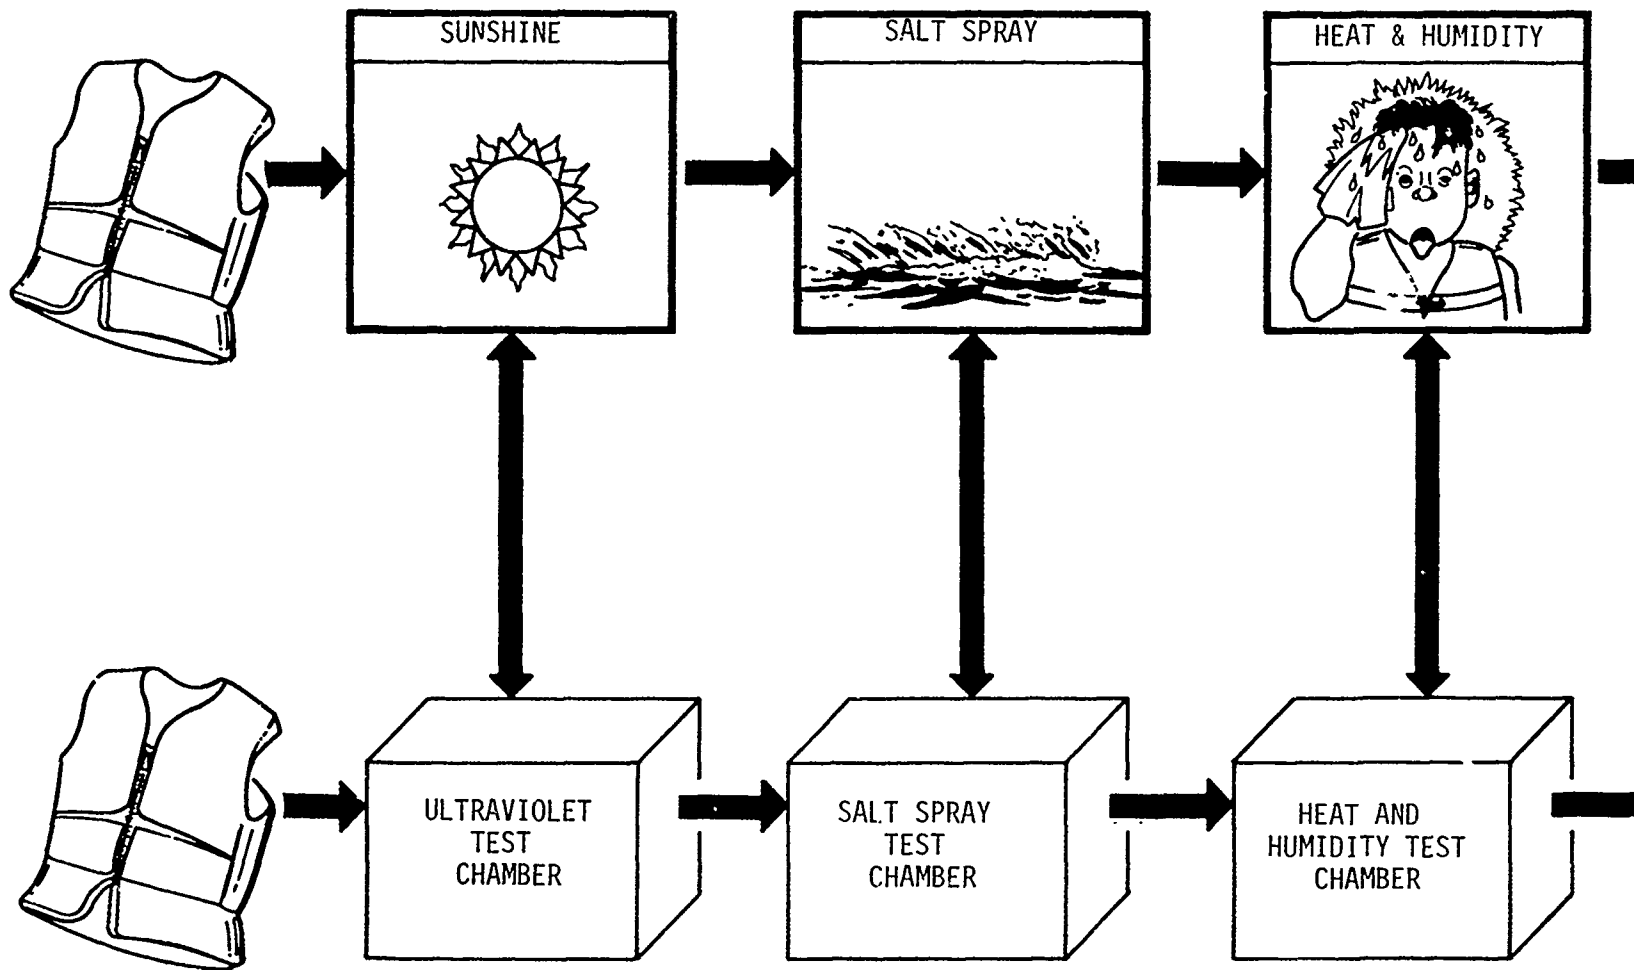 SUNSHINE
SALT SPRAY
HEAT & HUMIDITY
ULTRAVIOLET
TEST
CHAMBER
SALT SPRAY
TEST
CHAMBER
HEAT AND
HUMIDITY TEST
CHAMBER